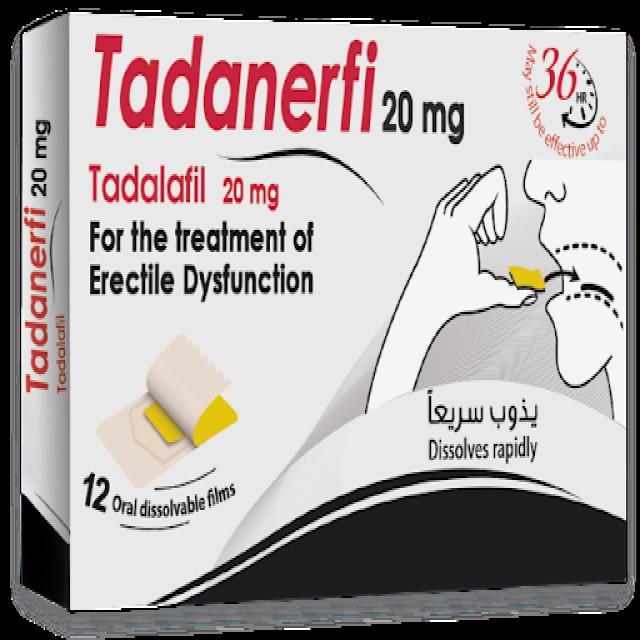 Tadanerfi 20 mg
36
HR
May still be effective up to
Tadalafil 20 mg
For the treatment of
Erectile Dysfunction
يذوب سريعاً
Dissolves rapidly
12 Oral dissolvable films
Tadanerfi 20 mg
Tadalafil